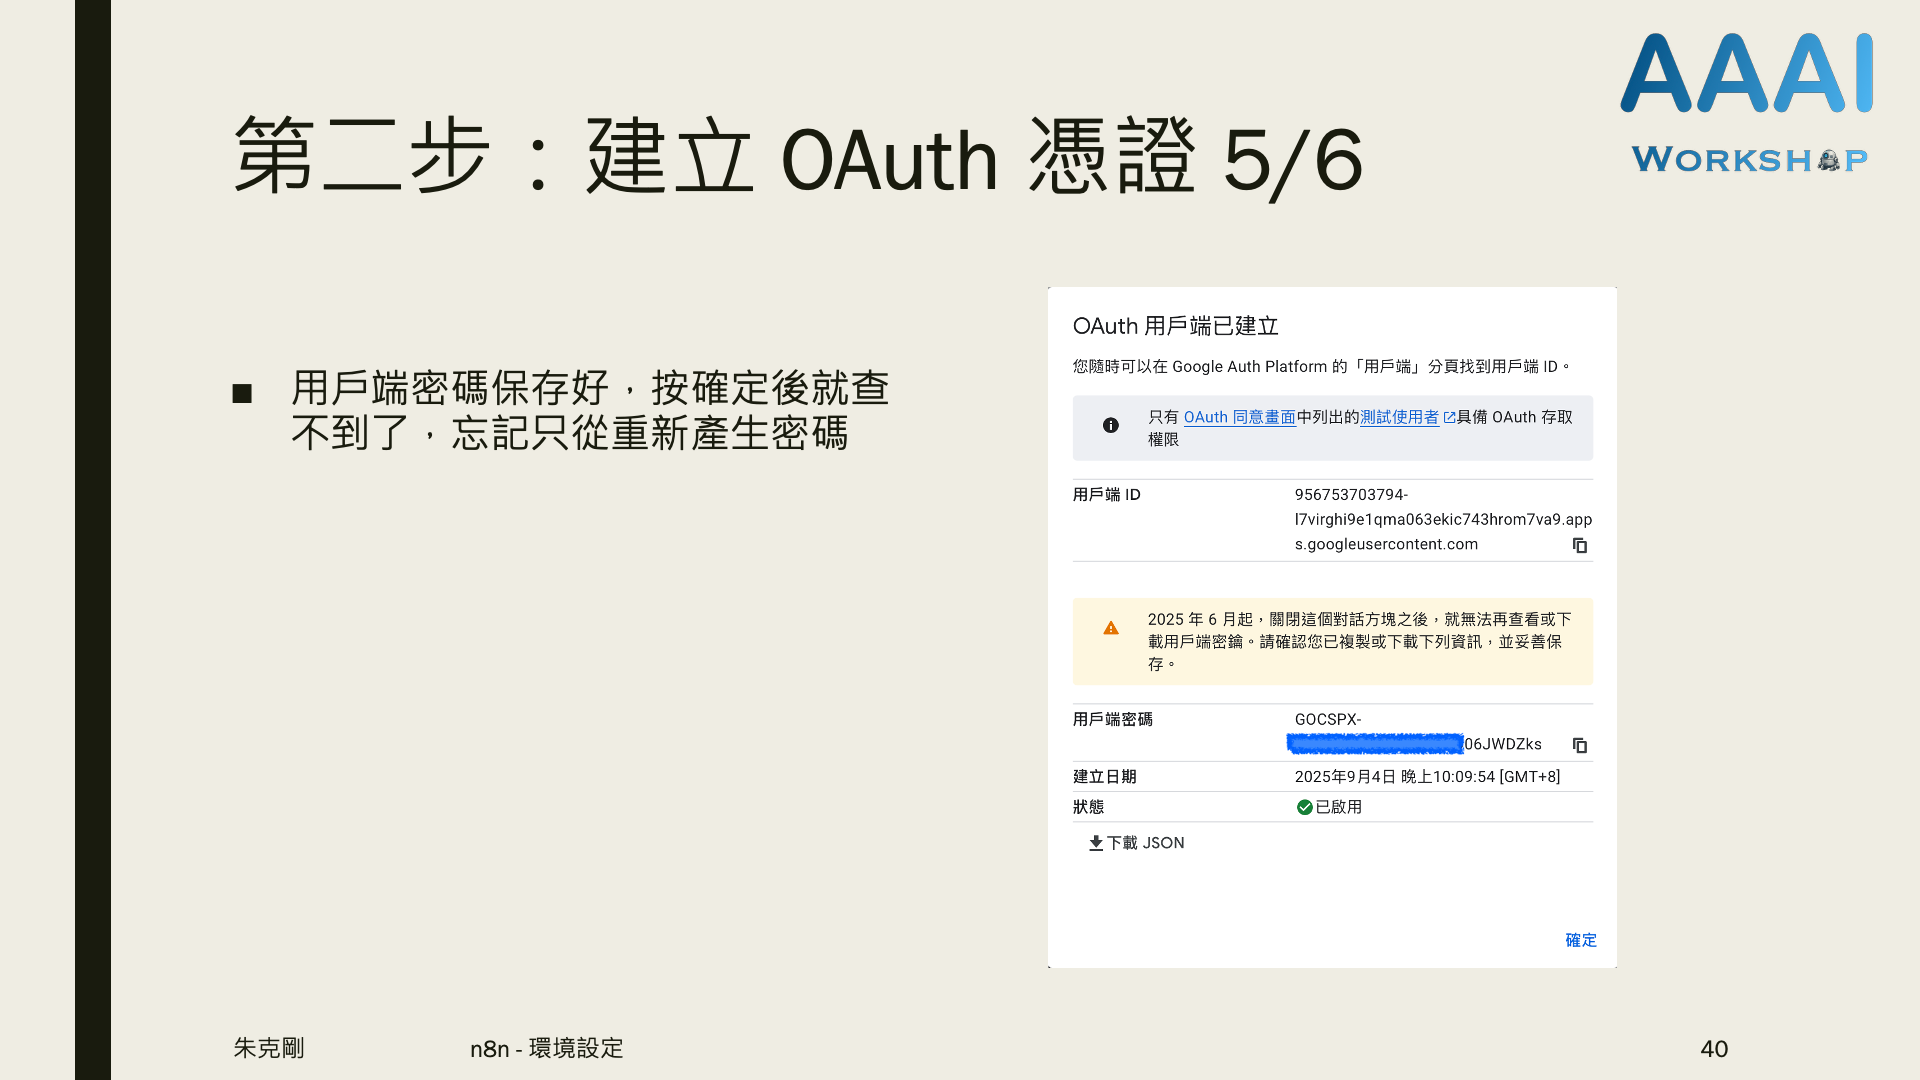 AAAI
WORKSHOP
第二步：建立 OAuth 憑證 5/6
■ 用戶端密碼保存好，按確定後就查
不到了，忘記只從重新產生密碼
OAuth 用戶端已建立
您隨時可以在 Google Auth Platform 的「用戶端」分頁找到用戶端 ID。
只有 OAuth 同意畫面中列出的測試使用者具備 OAuth 存取
權限
用戶端 ID
956753703794-
l7virghi9e1qma063ekic743hrom7va9.app
s.googleusercontent.com
2025 年 6 月起，關閉這個對話方塊之後，就無法再查看或下
載用戶端密鑰。請確認您已複製或下載下列資訊，並妥善保
存。
用戶端密碼
GOCSPX-
06JWDZks
建立日期
2025年9月4日 晚上10:09:54 [GMT+8]
狀態
已啟用
下載 JSON
確定
朱克剛
n8n - 環境設定
40